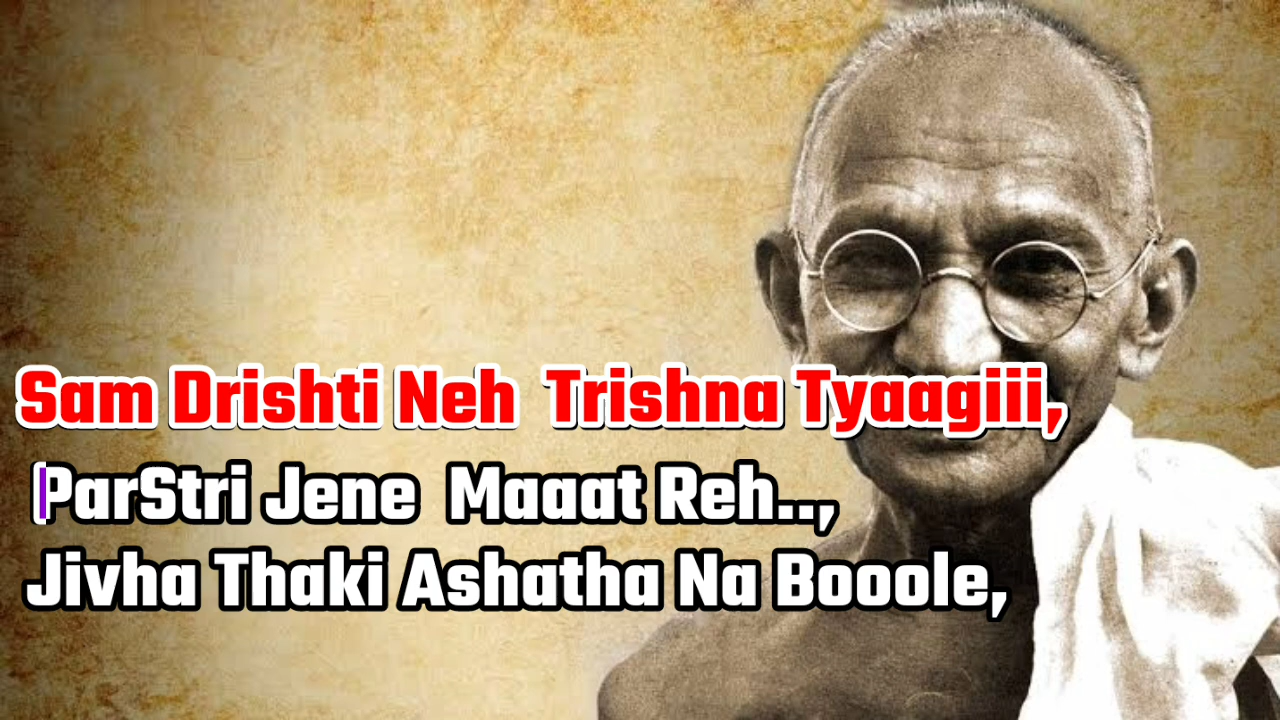 Sam Drishti Neh Trishna Tyaagiii,
ParStri Jene Maaat Reh..,
Jivha Thaki Ashatha Na Booole,